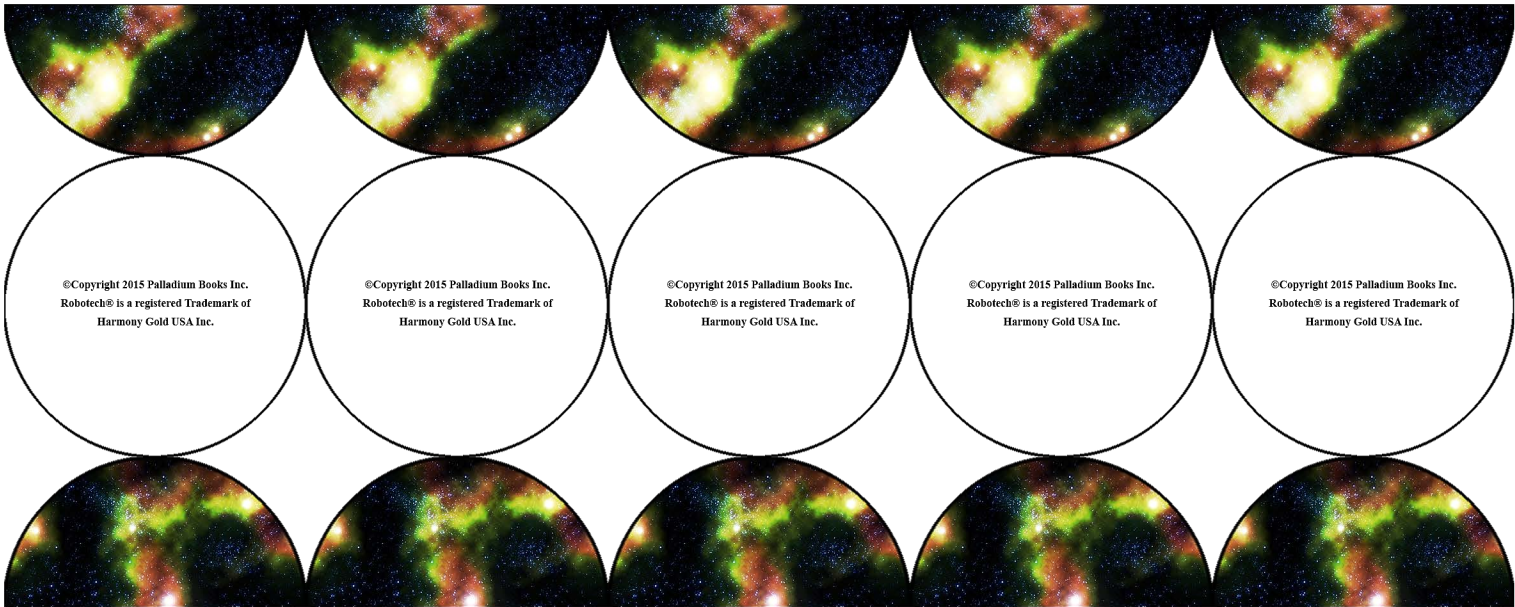 ©Copyright 2015 Palladium Books Inc.
Robotech® is a registered Trademark of
Harmony Gold USA Inc.
©Copyright 2015 Palladium Books Inc.
Robotech® is a registered Trademark of
Harmony Gold USA Inc.
©Copyright 2015 Palladium Books Inc.
Robotech® is a registered Trademark of
Harmony Gold USA Inc.
©Copyright 2015 Palladium Books Inc.
Robotech® is a registered Trademark of
Harmony Gold USA Inc.
©Copyright 2015 Palladium Books Inc.
Robotech® is a registered Trademark of
Harmony Gold USA Inc.